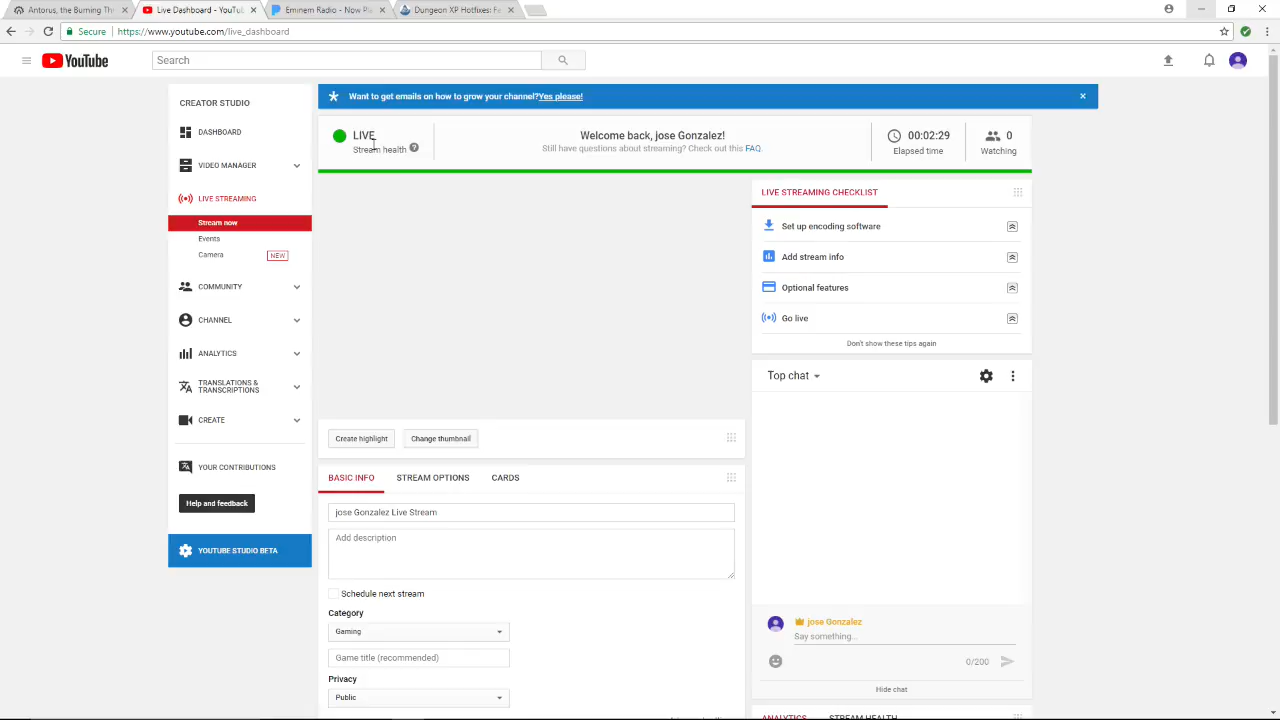 Antorus, the Burning Th
Live Dashboard - YouTu
Eminem Radio - Now Pl
Dungeon XP Hotfixes: Fe
Secure
https://www.youtube.com/live_dashboard
YouTube
Search
CREATOR STUDIO
DASHBOARD
VIDEO MANAGER
LIVE STREAMING
Stream now
Events
Camera
NEW
COMMUNITY
CHANNEL
ANALYTICS
TRANSLATIONS &
TRANSCRIPTIONS
CREATE
YOUR CONTRIBUTIONS
Help and feedback
YOUTUBE STUDIO BETA
Want to get emails on how to grow your channel? Yes please!
LIVE
Stream health
Welcome back, jose Gonzalez!
Still have questions about streaming? Check out this FAQ.
00:02:29
Elapsed time
0
Watching
Create highlight
Change thumbnail
BASIC INFO
STREAM OPTIONS
CARDS
jose Gonzalez Live Stream
Add description
Schedule next stream
Category
Gaming
Game title (recommended)
Privacy
Public
LIVE STREAMING CHECKLIST
Set up encoding software
Add stream info
Optional features
Go live
Don't show these tips again
Top chat
jose Gonzalez
Say something...
0/200
Hide chat
ANALYTICS
STREAM HEALTH